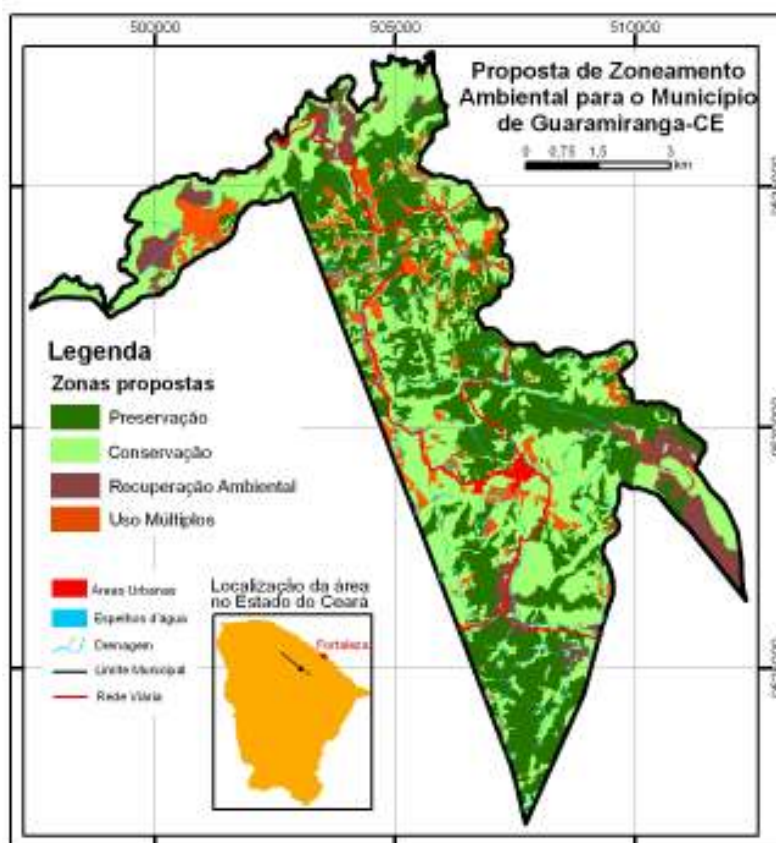 500000 505000 510000
Proposta de Zoneamento
Ambiental para o Município
de Guaramiranga-CE
0 0,75 1,5 3
km
Legenda
Zonas propostas
Preservação
Conservação
Recuperação Ambiental
Uso Múltiplos
Áreas Urbanas
Espelhos d'água
Drenagem
Limite Municipal
Rede Viária
Localização da área
no Estado do Ceará
Fortaleza